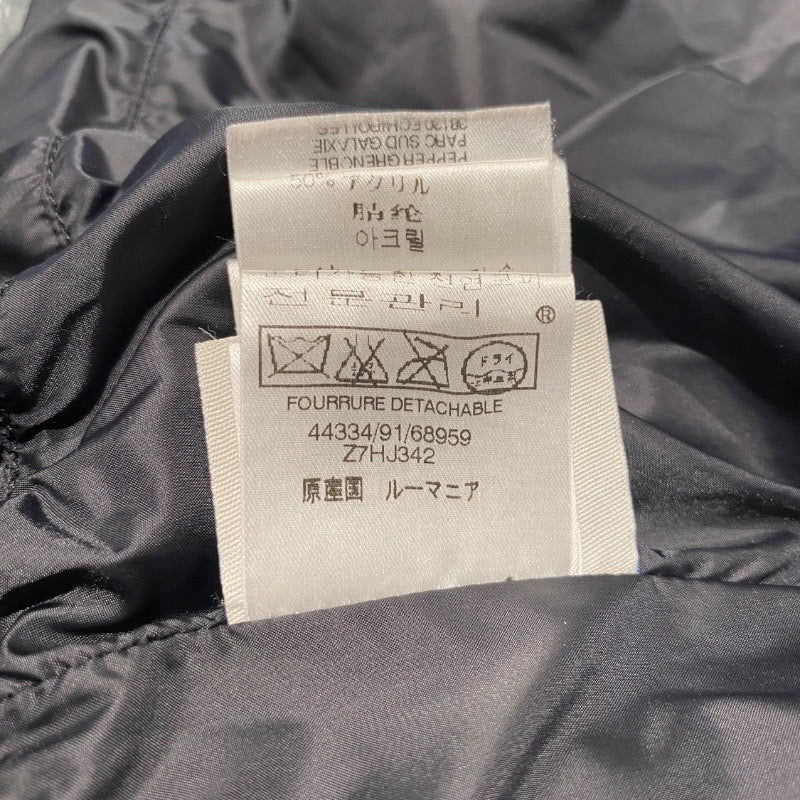 38130 ECHIROLLES
PARC SUD GALAXIE
PEPPER GRENOBLE
50% アクリル
腈纶
아크릴
전문관리
®
ドライ
FOURRURE DETACHABLE
44334/91/68959
Z7HJ342
原産国 ルーマニア